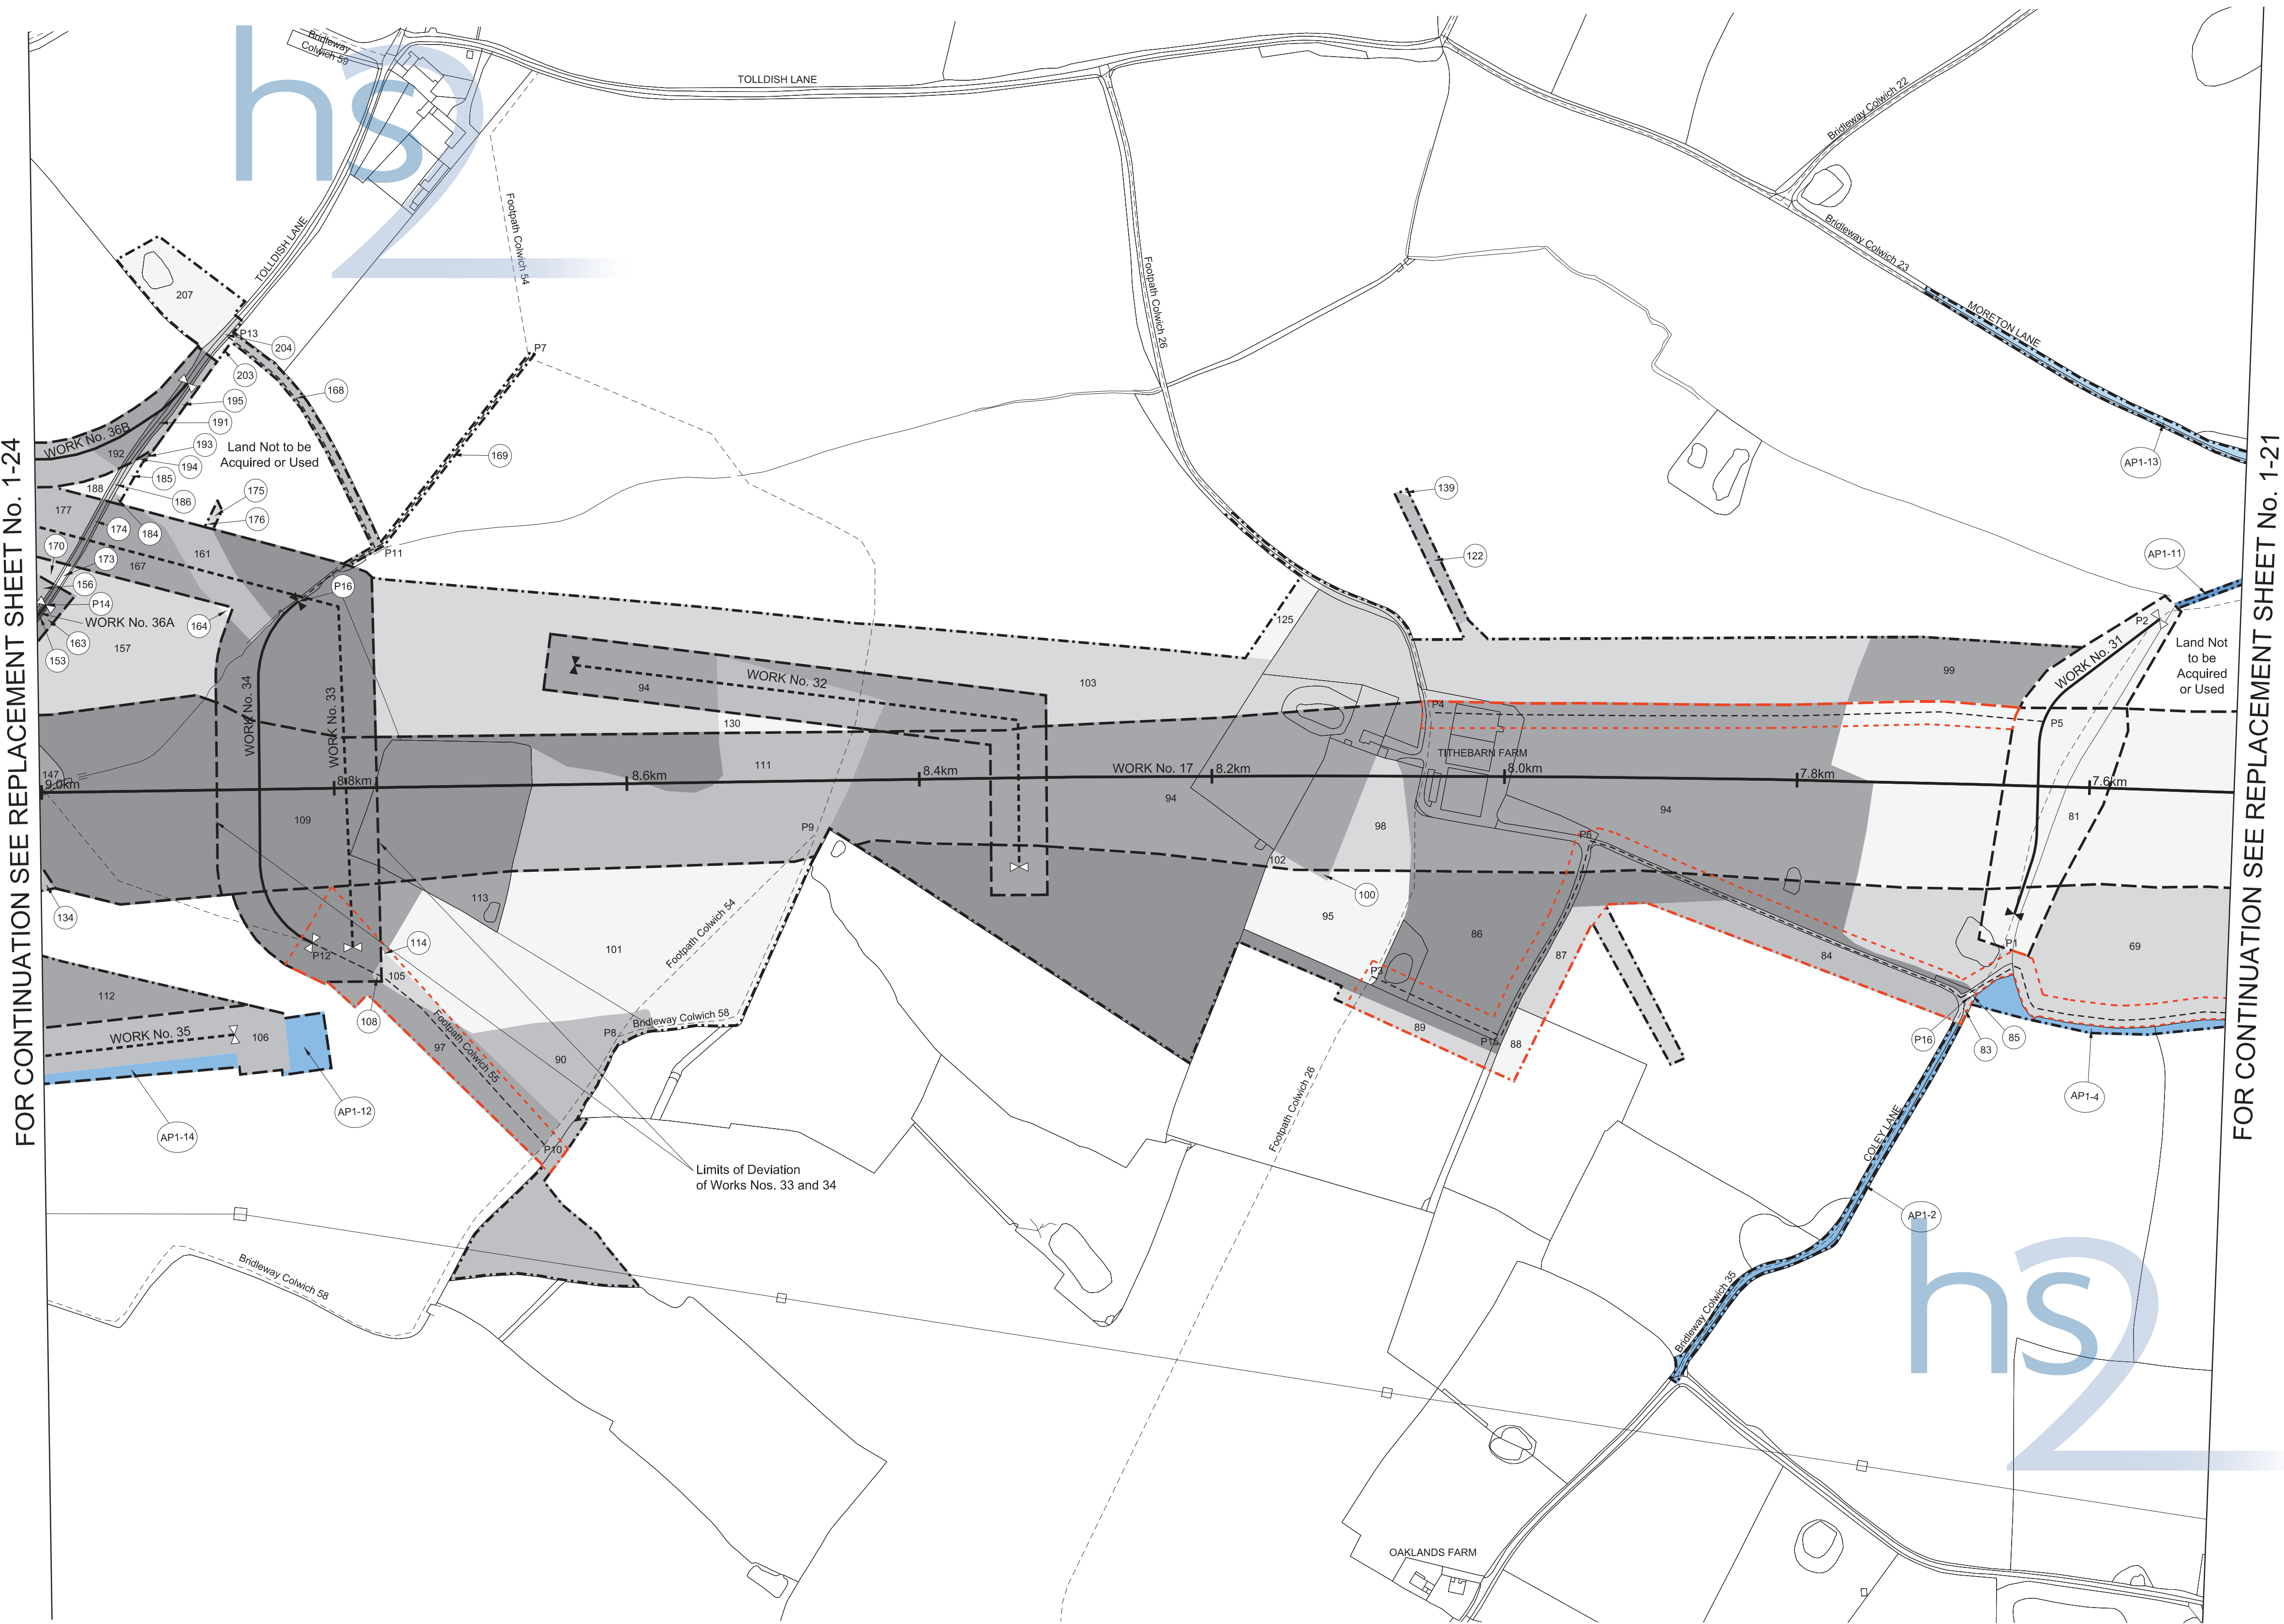 Bridleway
Colwich 59
hs2
TOLLDISH LANE
Bridleway Colwich 22
TOLLDISH LANE
Footpath Colwich 54
Footpath Colwich 26
Bridleway Colwich 23
MORETON LANE
207
P13
204
203
P7
168
195
191
WORK No. 36B
192
193
194
Land Not to be
Acquired or Used
169
185
186
188
175
176
177
174
184
170
173
161
167
P11
156
P14
P16
WORK No. 36A
164
163
153
157
139
122
AP1-13
AP1-11
P2
Land Not
to be
Acquired
or Used
WORK No. 31
125
FOR CONTINUATION SEE REPLACEMENT SHEET No. 1-24
FOR CONTINUATION SEE REPLACEMENT SHEET No. 1-21
WORK No. 34
WORK No. 33
94
WORK No. 32
103
99
130
P4
P5
TITHEBARN FARM
147
9.0km
8.8km
8.6km
111
8.4km
WORK No. 17
8.2km
8.0km
7.8km
7.6km
109
94
94
81
P9
98
P6
102
100
113
134
95
86
87
84
69
P1
114
101
Footpath Colwich 54
P12
105
P3
112
108
WORK No. 35
106
97
Footpath Colwich 55
90
P8
Bridleway Colwich 58
89
P15
88
P16
83
85
AP1-4
AP1-12
AP1-14
P10
Limits of Deviation
of Works Nos. 33 and 34
Footpath Colwich 26
COLEY LANE
AP1-2
Bridleway Colwich 58
Bridleway Colwich 35
hs2
OAKLANDS FARM